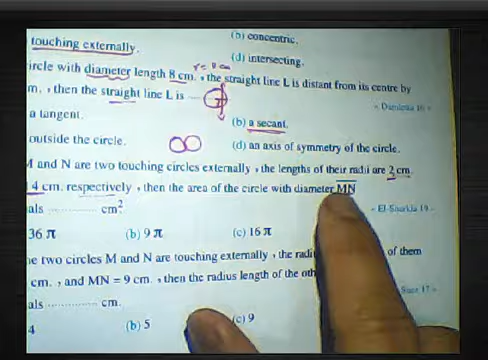 (b) concentric.
touching externally.
(d) intersecting.
r = 8 cm
ircle with diameter length 8 cm. , the straight line L is distant from its centre by
m. , then the straight line L is ...
a tangent.
(b) a secant.
outside the circle.
(d) an axis of symmetry of the circle.
M and N are two touching circles externally , the lengths of their radii are 2 cm.
4 cm. respectively , then the area of the circle with diameter MN
als ............... cm²
« El-Sharkia 19 »
36 π
(b) 9 π
(c) 16 π
he two circles M and N are touching externally , the radi
of them
cm. , and MN = 9 cm. , then the radius length of the oth
17 »
als ............... cm.
4
(b) 5
(c) 9